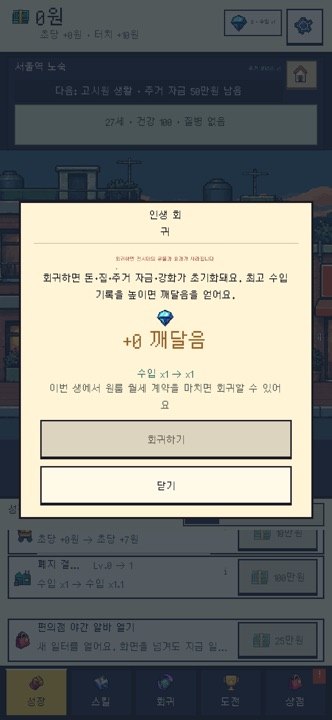 0원
초당 +0원 · 터치 +10원
서울역 노숙
다음: 고시원 생활 · 주거 자금 50만원 남음
27세 · 건강 100 · 질병 없음
인생 회
귀
회귀하면 돈·집·주거 자금·강화가 초기화돼요. 최고 수입
기록을 높이면 깨달음을 얻어요.
+0 깨달음
수입 x1 → x1
이번 생에서 원룸 월세 계약을 마치면 회귀할 수 있어
요
회귀하기
닫기
초당 +0원 → 초당 +7원
10만원
폐지 결... Lv.0 → 1
수입 x1 → 수입 x1.1
100만원
편의점 야간 알바 열기
새 일터를 열어요. 화면을 넘겨도 지금 일...
25만원
성장
스킬
회귀
도전
상점